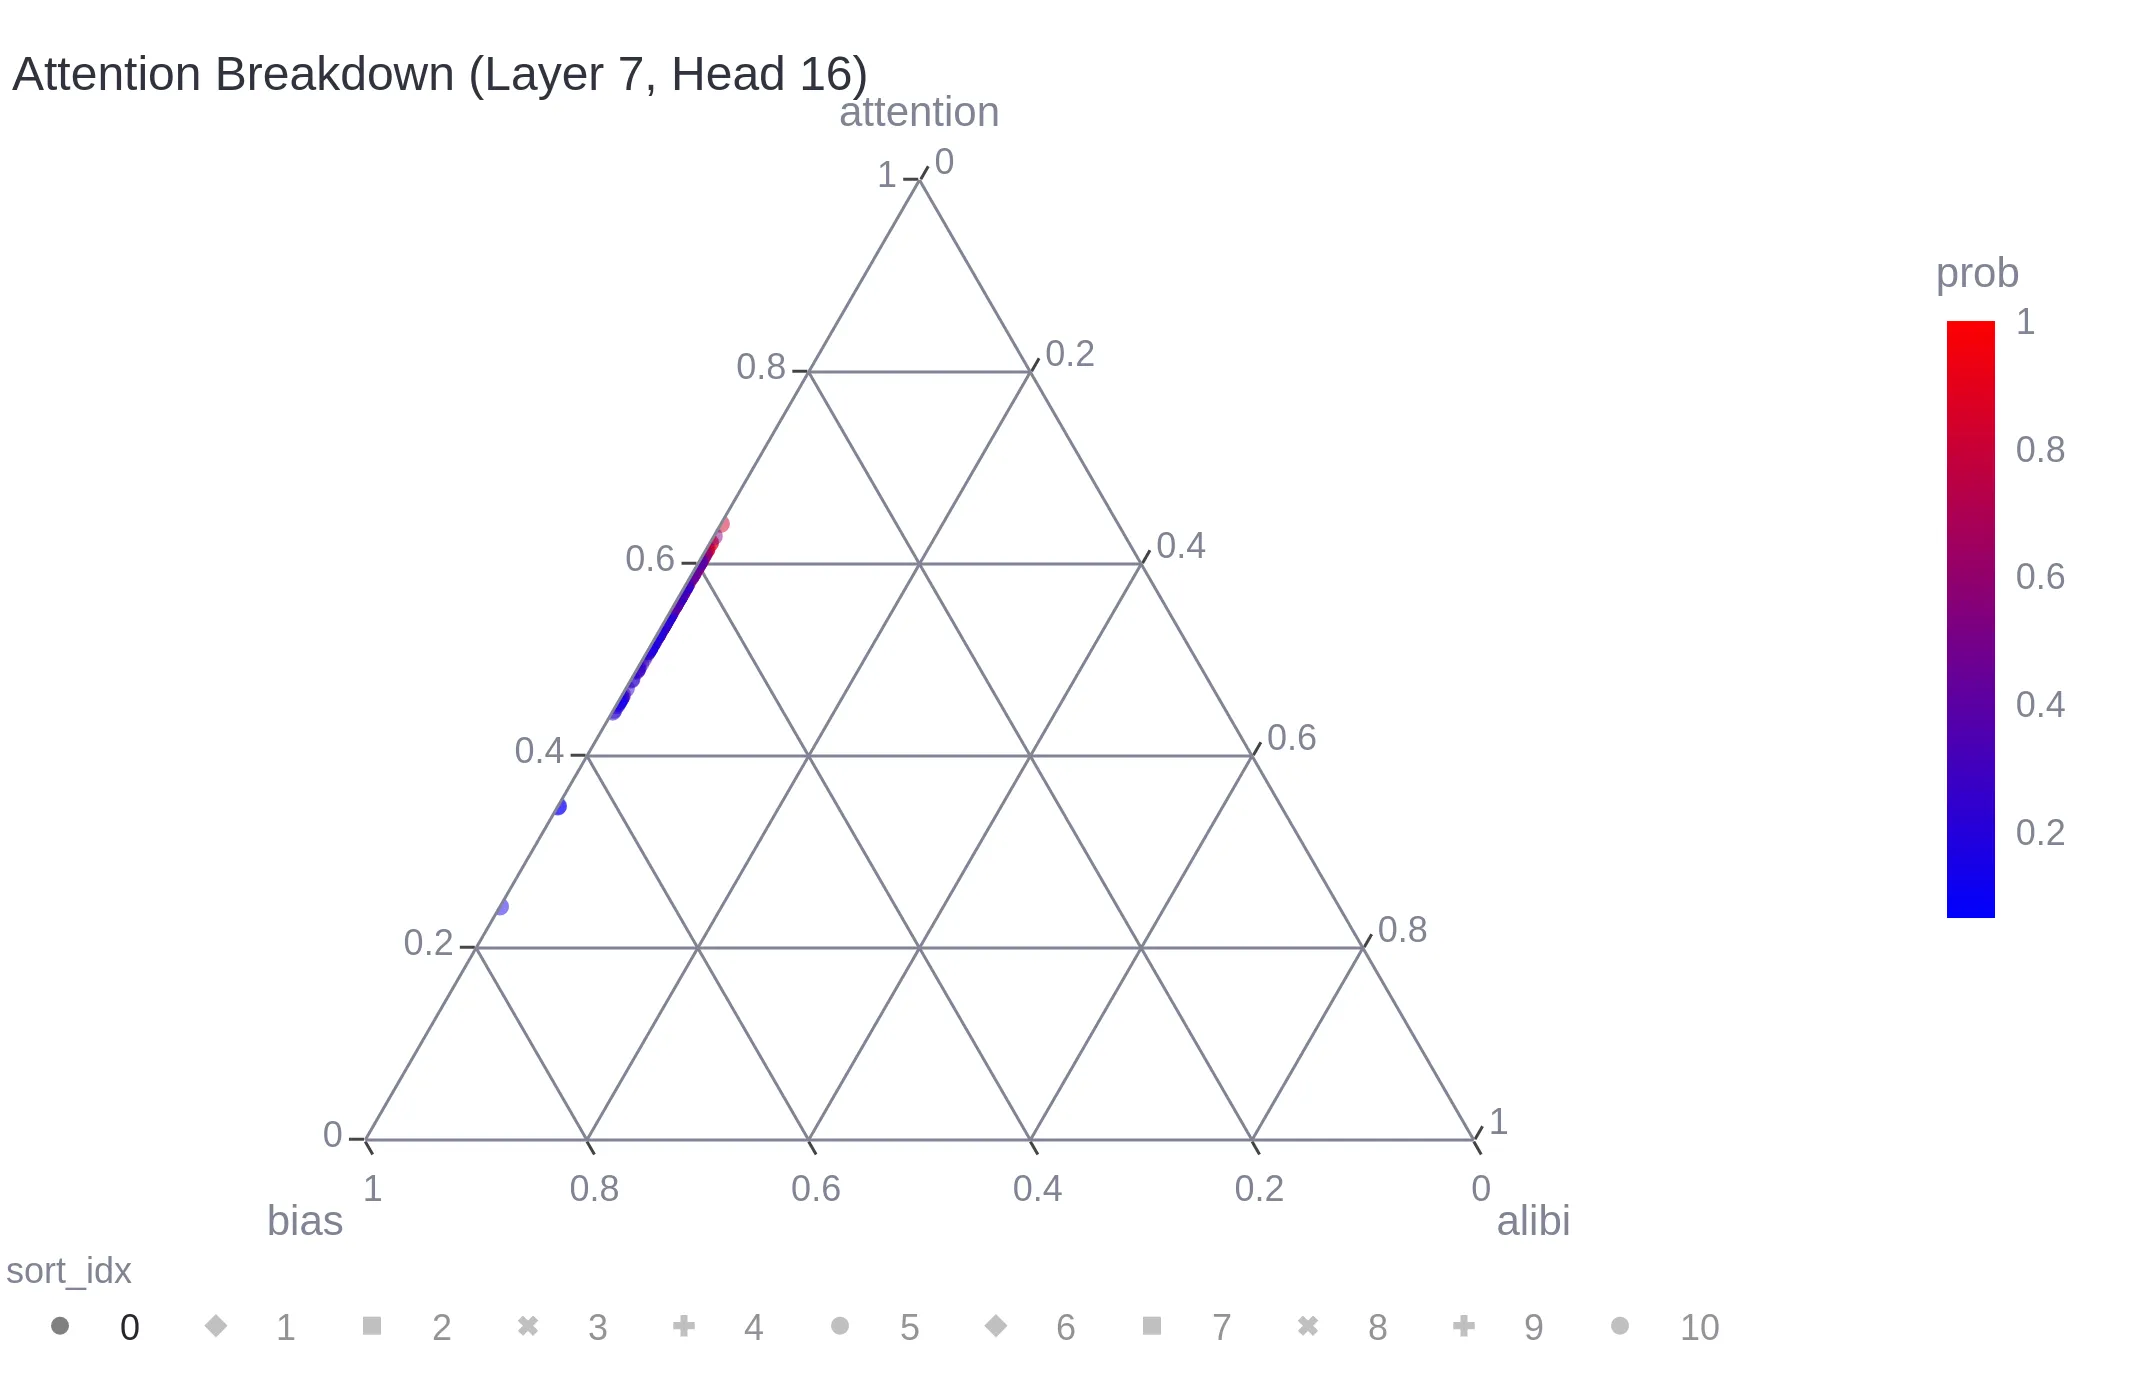 Attention Breakdown (Layer 7, Head 16)
attention
1 0
0.8 0.2
0.6 0.4
0.4 0.6
0.2 0.8
0 1
1 0.8 0.6 0.4 0.2 0
bias alibi
prob
1
0.8
0.6
0.4
0.2
sort_idx
0 1 2 3 4 5 6 7 8 9 10